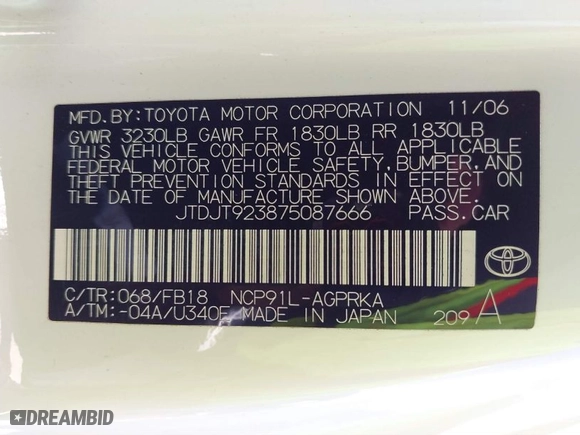 MFD.BY:TOYOTA MOTOR CORPORATION 11/06
GVWR 3230LB GAWR FR 1830LB RR 1830LB
THIS VEHICLE CONFORMS TO ALL APPLICABLE
FEDERAL MOTOR VEHICLE SAFETY,BUMPER,AND
THEFT PREVENTION STANDARDS IN EFFECT ON
THE DATE OF MANUFACTURE SHOWN ABOVE.
JTDJT923875087666 PASS.CAR
C/TR:068/FB18 NCP91L-AGPRKA
A/TM:-04A/U340E MADE IN JAPAN 209 A
DREAMBID